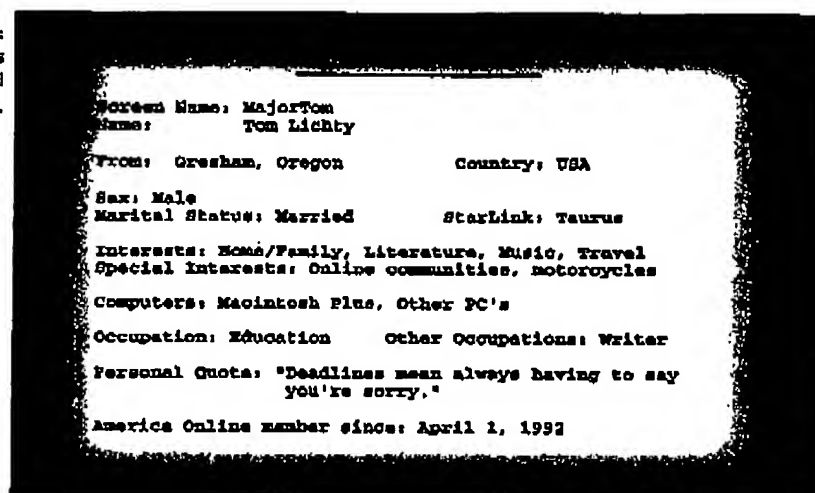 Screen Name: MajorTom
Name: Tom Lichty
From: Gresham, Oregon Country: USA
Sex: Male
Marital Status: Married StarLink: Taurus
Interests: Home/Family, Literature, Music, Travel
Special Interests: Online communities, motorcycles
Computers: Macintosh Plus, Other PC's
Occupation: Education Other Occupations: Writer
Personal Quote: "Deadlines mean always having to say
you're sorry."
America Online member since: April 1, 1992